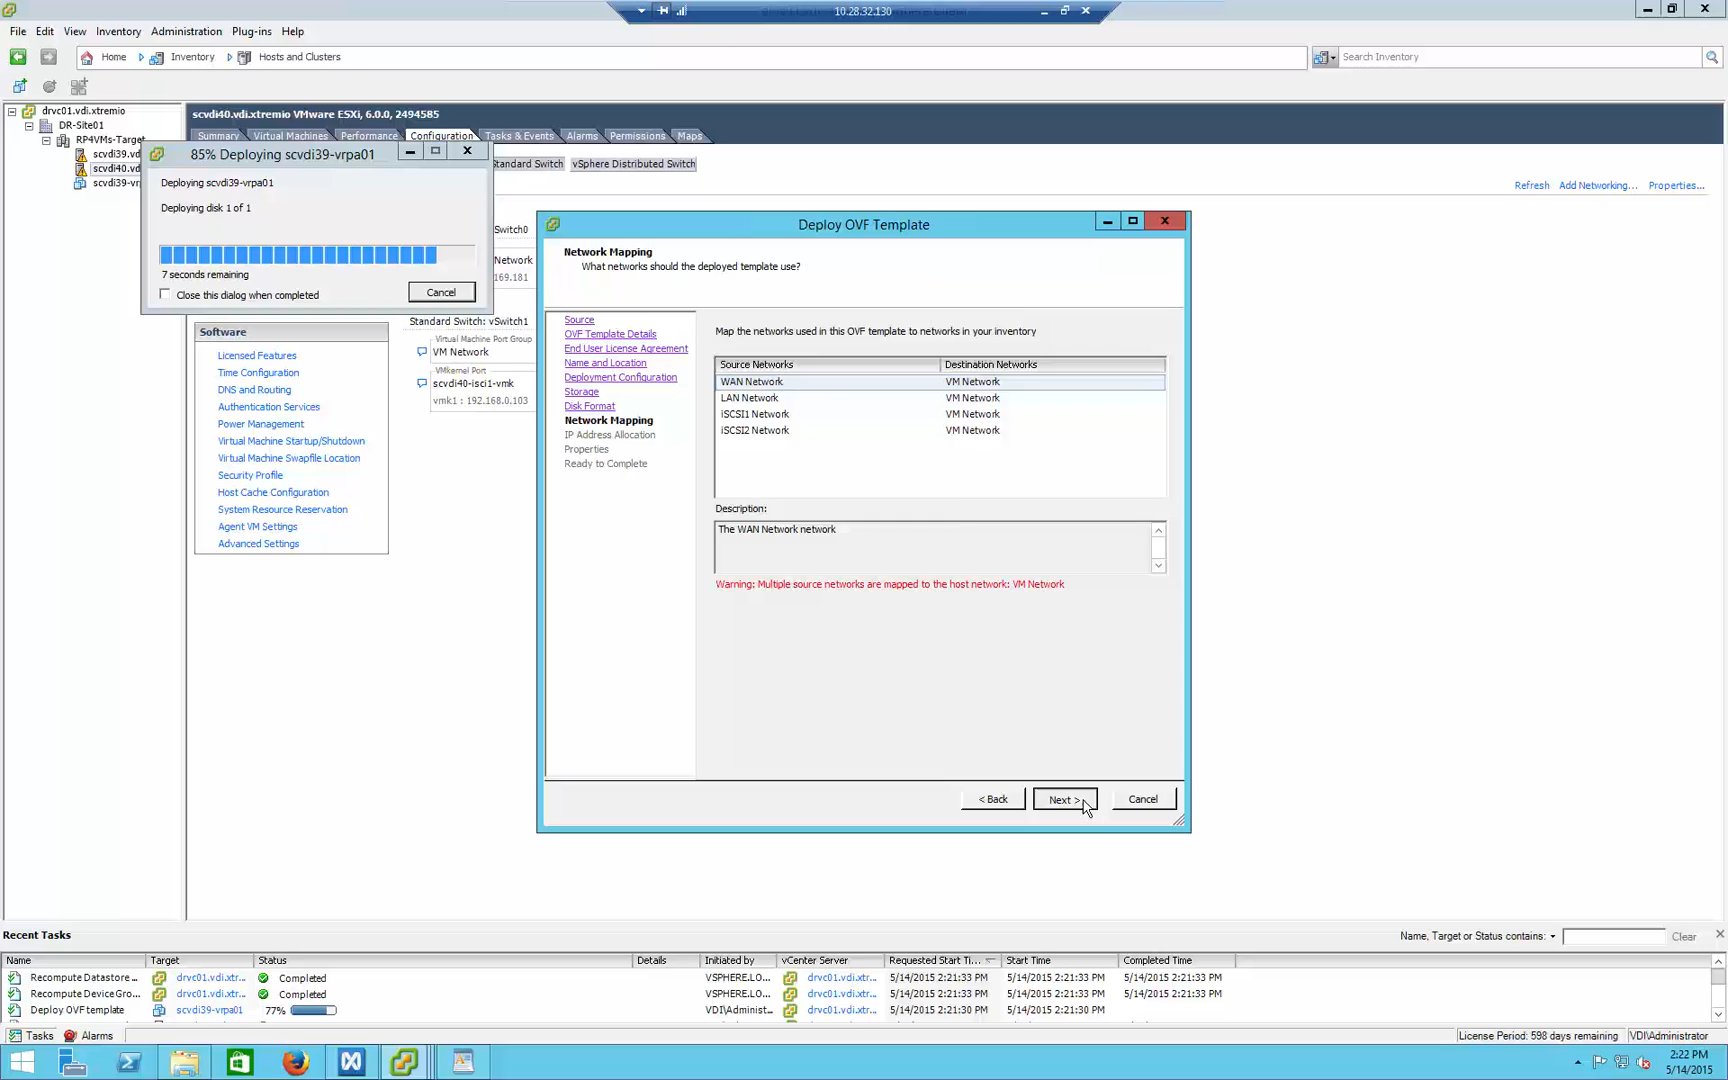 10.28.32.130
File Edit View Inventory Administration Plug-ins Help
Home Inventory Hosts and Clusters
Search Inventory
drvc01.vdi.xtremio
DR-Site01
RP4VMs-Target
scvdi39.vd
scvdi40.vd
scvdi39-vr
scvdi40.vdi.xtremio VMware ESXi, 6.0.0, 2494585
Summary Virtual Machines Performance Configuration Tasks & Events Alarms Permissions Maps
Standard Switch vSphere Distributed Switch
Refresh Add Networking... Properties...
85% Deploying scvdi39-vrpa01
Deploying scvdi39-vrpa01
Deploying disk 1 of 1
7 seconds remaining
Close this dialog when completed
Cancel
Switch0
Network
169.181
Standard Switch: vSwitch1
Virtual Machine Port Group
VM Network
VMkernel Port
scvdi40-isci1-vmk
vmk1 : 192.168.0.103
Software
Licensed Features
Time Configuration
DNS and Routing
Authentication Services
Power Management
Virtual Machine Startup/Shutdown
Virtual Machine Swapfile Location
Security Profile
Host Cache Configuration
System Resource Reservation
Agent VM Settings
Advanced Settings
Deploy OVF Template
Network Mapping
What networks should the deployed template use?
Source
OVF Template Details
End User License Agreement
Name and Location
Deployment Configuration
Storage
Disk Format
Network Mapping
IP Address Allocation
Properties
Ready to Complete
Map the networks used in this OVF template to networks in your inventory
Source Networks Destination Networks
WAN Network VM Network
LAN Network VM Network
iSCSI1 Network VM Network
iSCSI2 Network VM Network
Description:
The WAN Network network
Warning: Multiple source networks are mapped to the host network: VM Network
< Back Next > Cancel
Recent Tasks
Name, Target or Status contains: Clear
Name Target Status Details Initiated by vCenter Server Requested Start Ti... Start Time Completed Time
Recompute Datastore ... drvc01.vdi.xtr... Completed VSPHERE.LO... drvc01.vdi.xtr... 5/14/2015 2:21:33 PM 5/14/2015 2:21:33 PM 5/14/2015 2:21:33 PM
Recompute Device Gro... drvc01.vdi.xtr... Completed VSPHERE.LO... drvc01.vdi.xtr... 5/14/2015 2:21:33 PM 5/14/2015 2:21:33 PM 5/14/2015 2:21:33 PM
Deploy OVF template scvdi39-vrpa01 77% VDI\Administ... drvc01.vdi.xtr... 5/14/2015 2:21:30 PM 5/14/2015 2:21:30 PM
Tasks Alarms
License Period: 598 days remaining VDI\Administrator
2:22 PM
5/14/2015